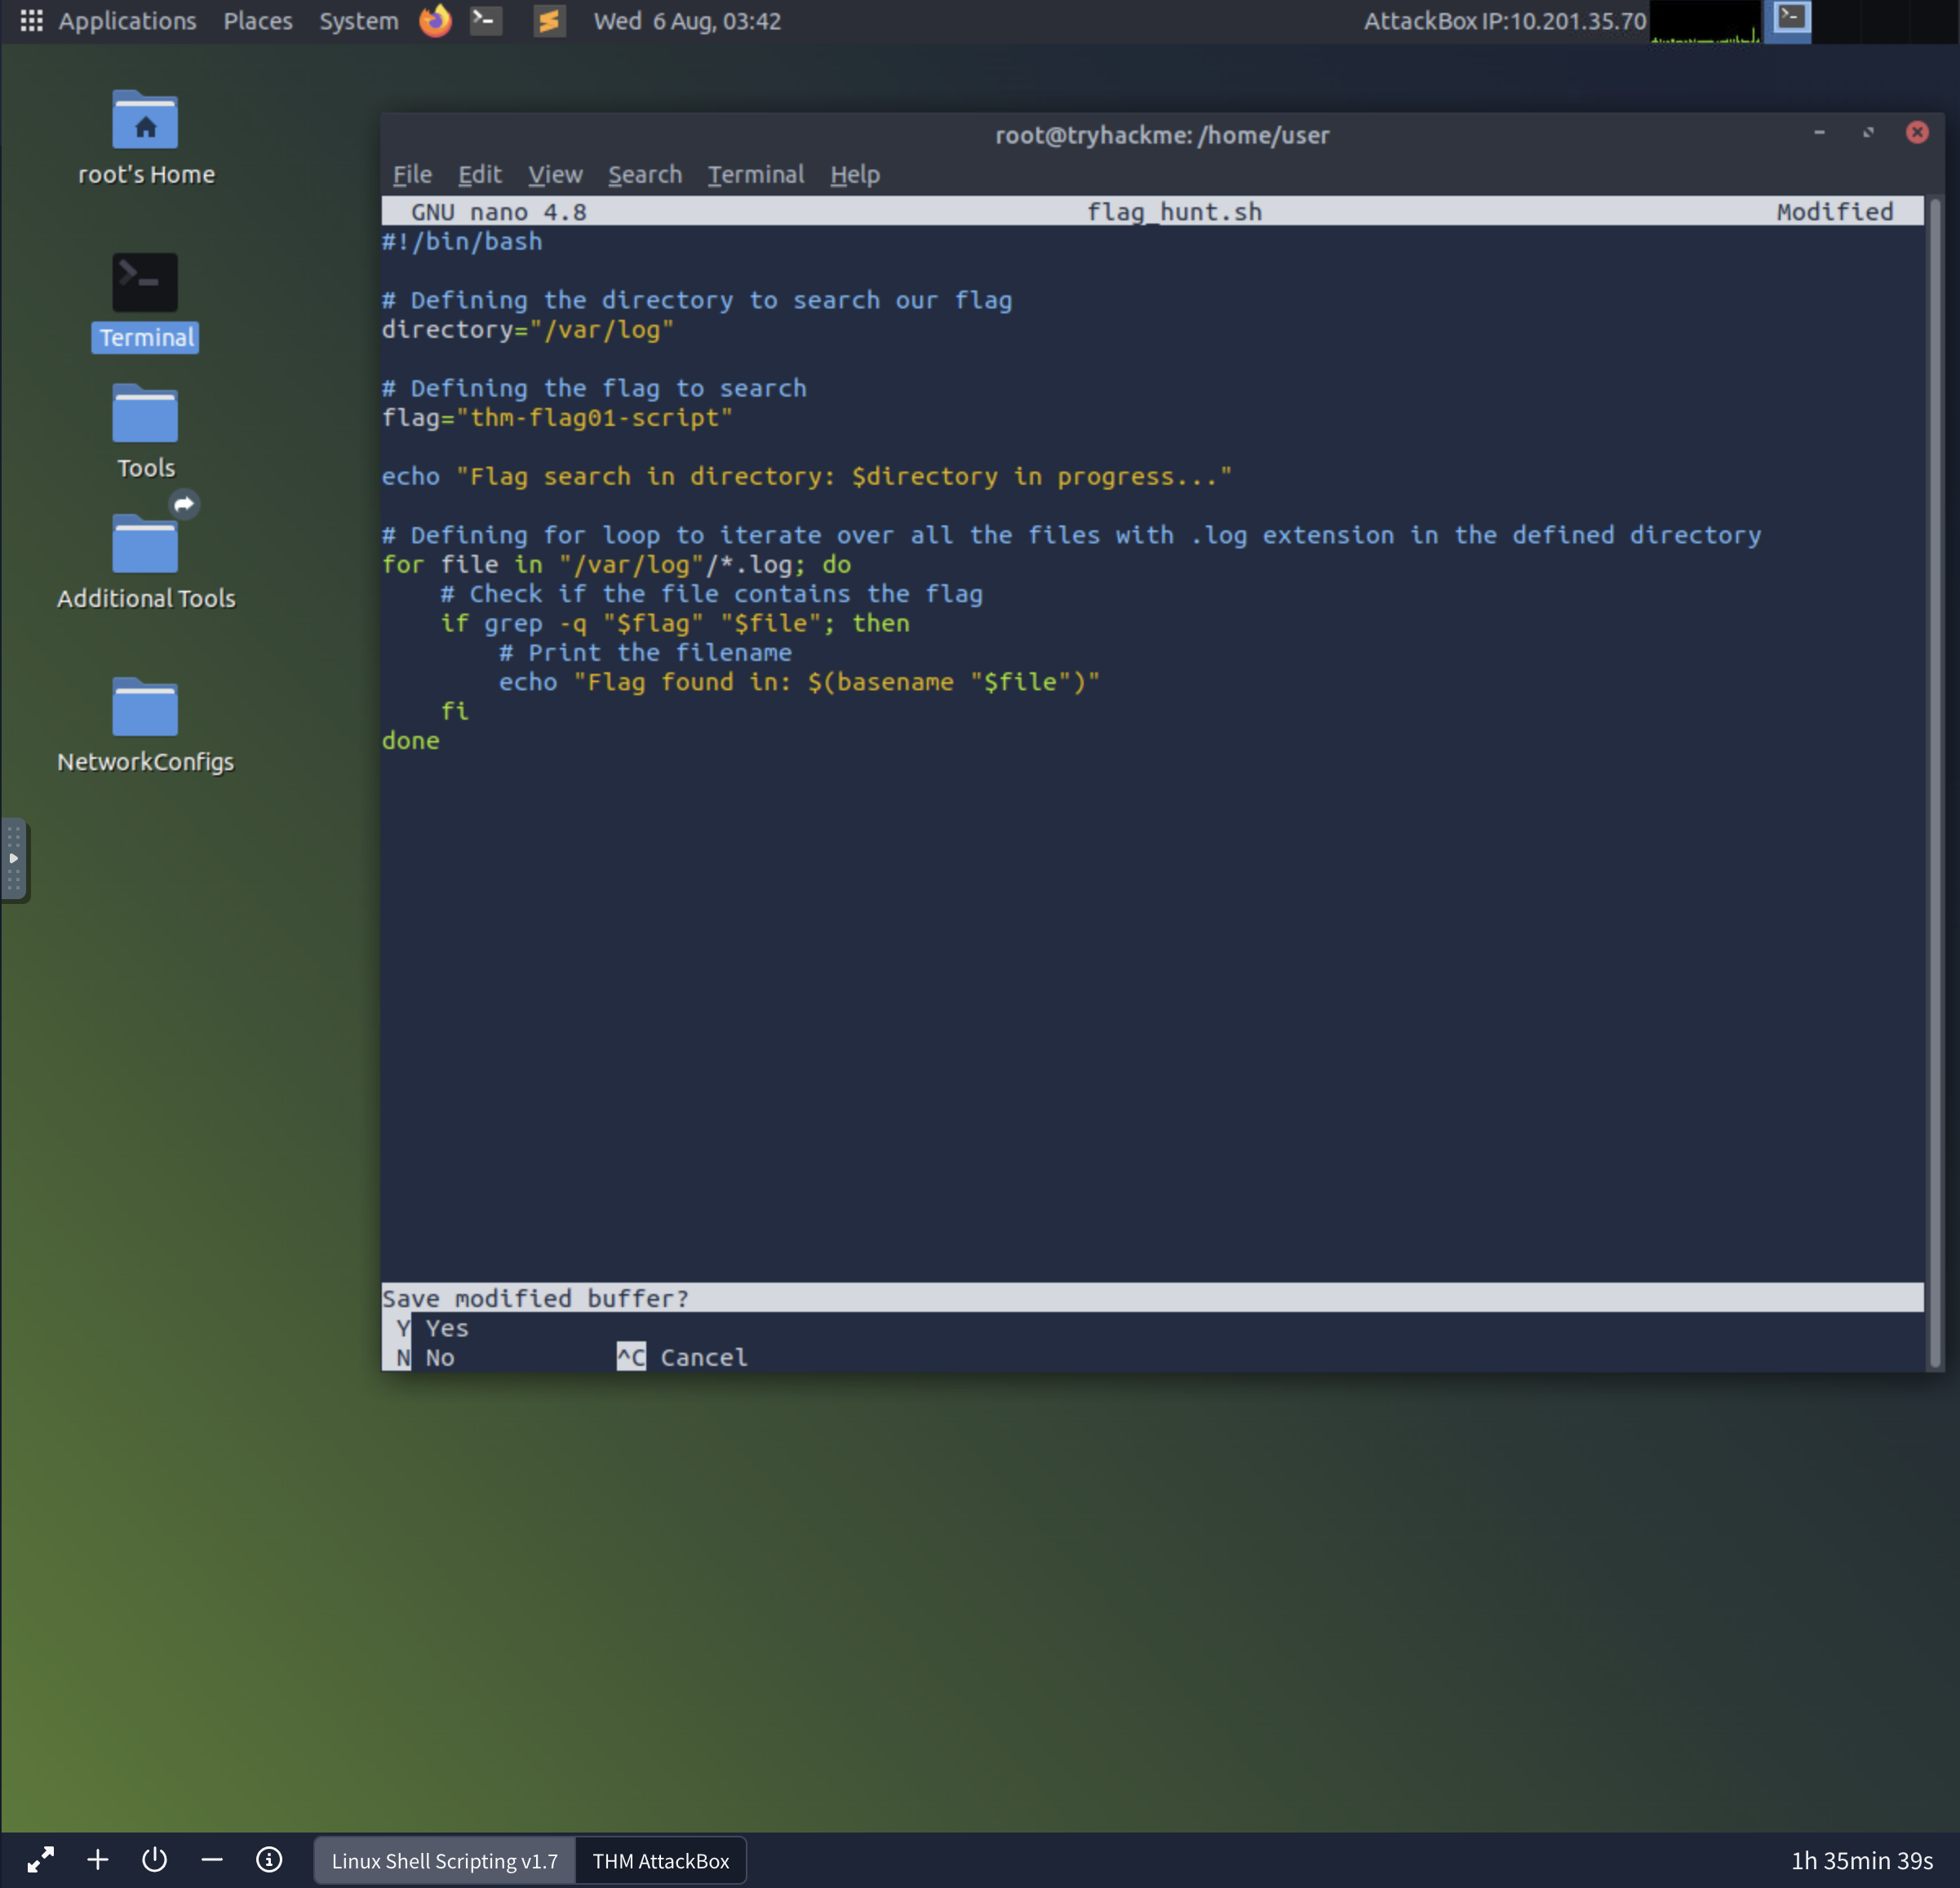 Applications Places System Wed 6 Aug, 03:42 AttackBox IP:10.201.35.70
root's Home
Terminal
Tools
Additional Tools
NetworkConfigs
root@tryhackme: /home/user
File Edit View Search Terminal Help
GNU nano 4.8 flag_hunt.sh Modified
#!/bin/bash
# Defining the directory to search our flag
directory="/var/log"
# Defining the flag to search
flag="thm-flag01-script"
echo "Flag search in directory: $directory in progress..."
# Defining for loop to iterate over all the files with .log extension in the defined directory
for file in "/var/log"/*.log; do
    # Check if the file contains the flag
    if grep -q "$flag" "$file"; then
        # Print the filename
        echo "Flag found in: $(basename "$file")"
    fi
done
Save modified buffer?
Y Yes
N No ^C Cancel
Linux Shell Scripting v1.7 THM AttackBox 1h 35min 39s